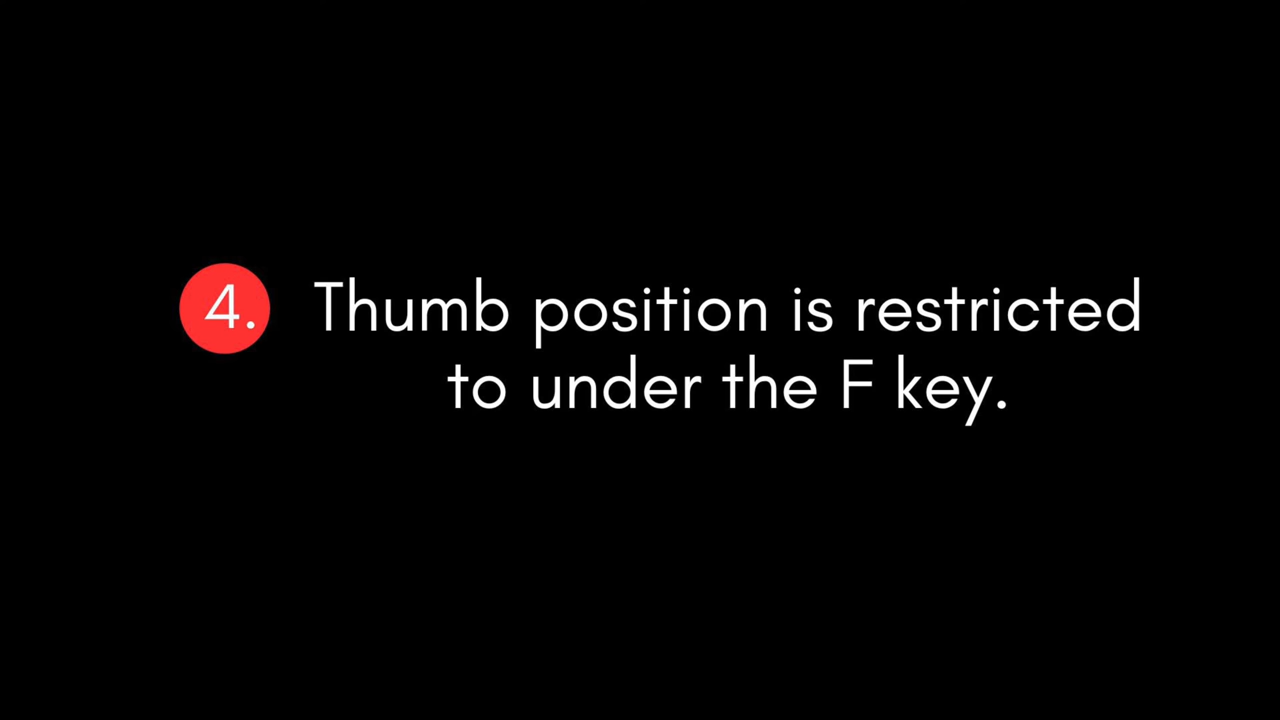 4. Thumb position is restricted
to under the F key.